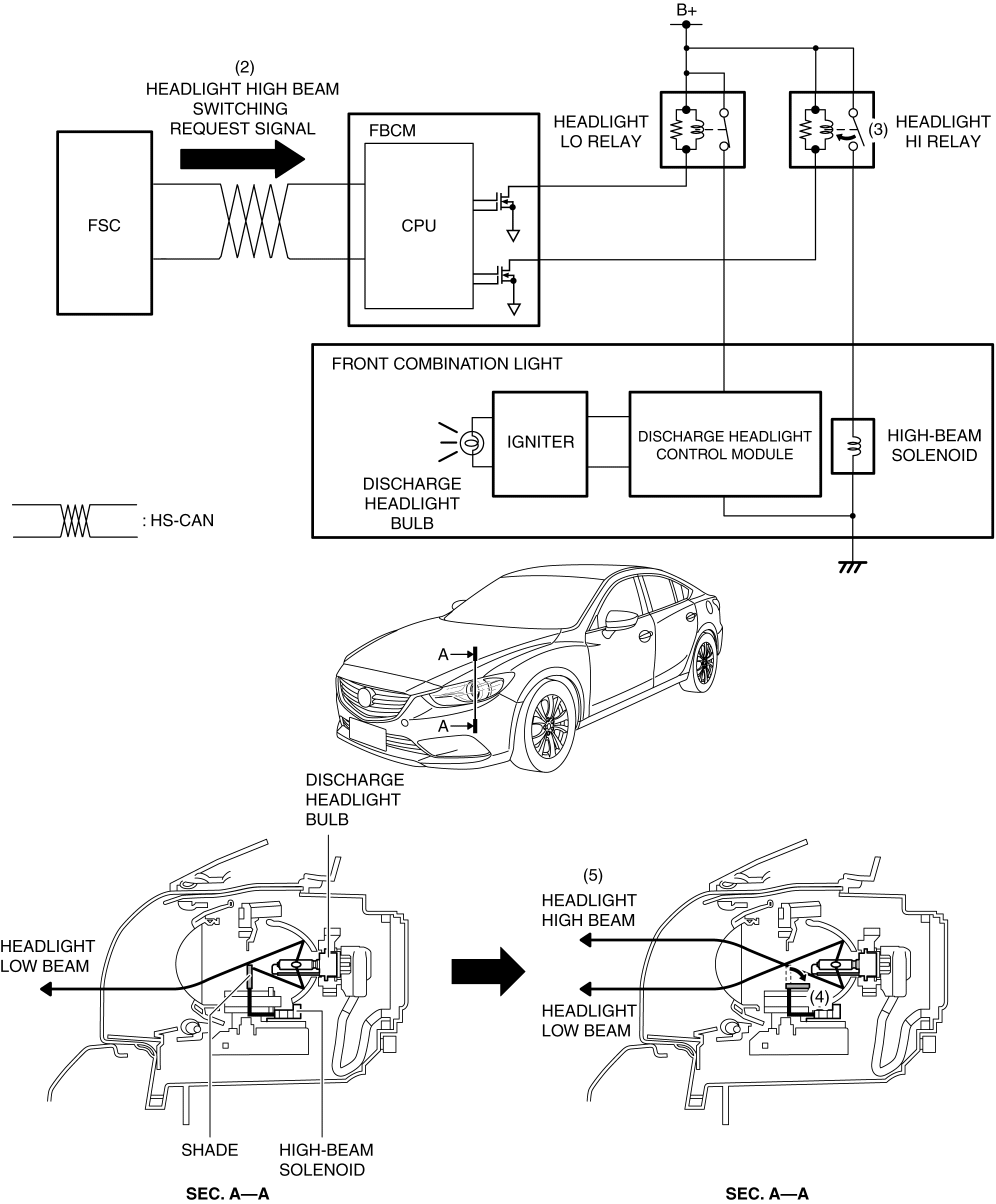 B+
(2)
HEADLIGHT HIGH BEAM
SWITCHING
REQUEST SIGNAL
FBCM
HEADLIGHT
LO RELAY
(3)
HEADLIGHT
HI RELAY
FSC
CPU
FRONT COMBINATION LIGHT
IGNITER
DISCHARGE HEADLIGHT
CONTROL MODULE
HIGH-BEAM
SOLENOID
DISCHARGE
HEADLIGHT
BULB
: HS-CAN
A
A
DISCHARGE
HEADLIGHT
BULB
HEADLIGHT
LOW BEAM
SHADE
HIGH-BEAM
SOLENOID
SEC. A—A
(5)
HEADLIGHT
HIGH BEAM
(4)
HEADLIGHT
LOW BEAM
SEC. A—A